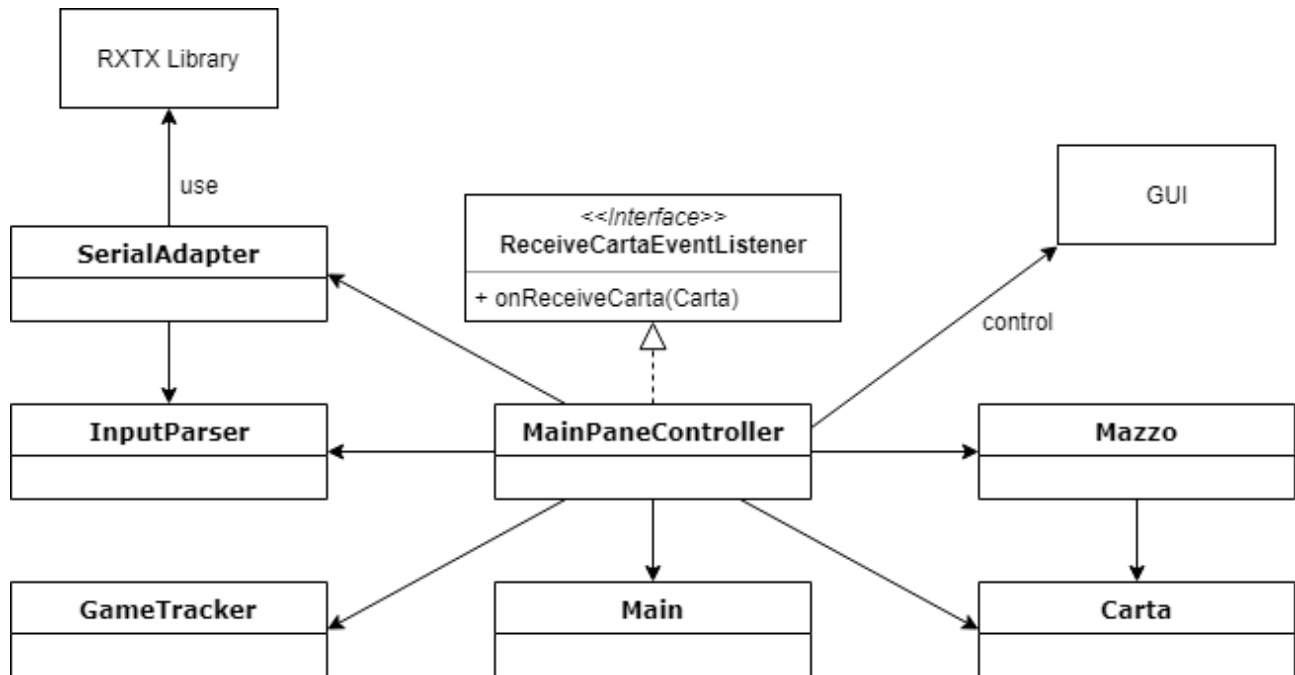 RXTX Library
use
GUI
<<Interface>>
ReceiveCartaEventListener
+ onReceiveCarta(Carta)
SerialAdapter
control
InputParser
MainPaneController
Mazzo
GameTracker
Main
Carta